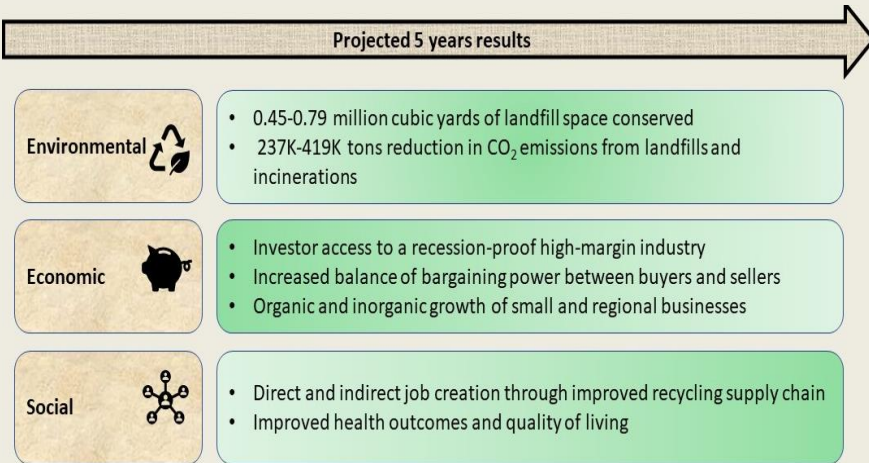 Projected 5 years results
Environmental
• 0.45-0.79 million cubic yards of landfill space conserved
• 237K-419K tons reduction in CO₂ emissions from landfills and
incinerations
Economic
• Investor access to a recession-proof high-margin industry
• Increased balance of bargaining power between buyers and sellers
• Organic and inorganic growth of small and regional businesses
Social
• Direct and indirect job creation through improved recycling supply chain
• Improved health outcomes and quality of living